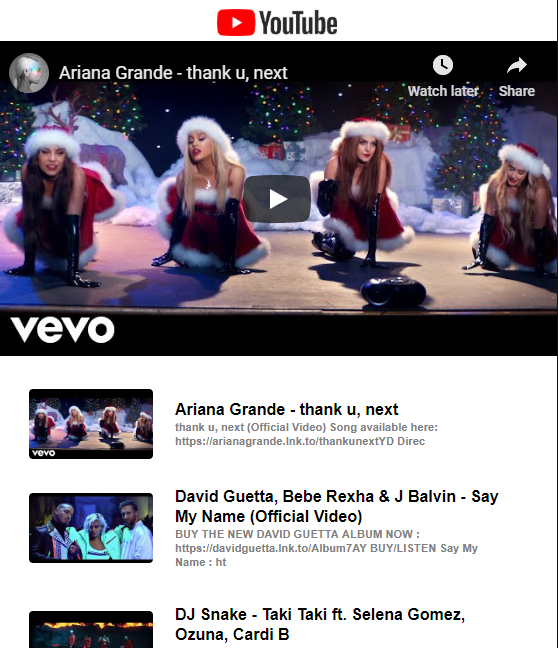 YouTube
Ariana Grande - thank u, next
Watch later
Share
vevo
vevo
Ariana Grande - thank u, next
thank u, next (Official Video) Song available here:
https://arianagrande.lnk.to/thankunextYD Direc
David Guetta, Bebe Rexha & J Balvin - Say
My Name (Official Video)
BUY THE NEW DAVID GUETTA ALBUM NOW :
https://davidguetta.lnk.to/Album7AY BUY/LISTEN Say My
Name : ht
DJ Snake - Taki Taki ft. Selena Gomez,
Ozuna, Cardi B